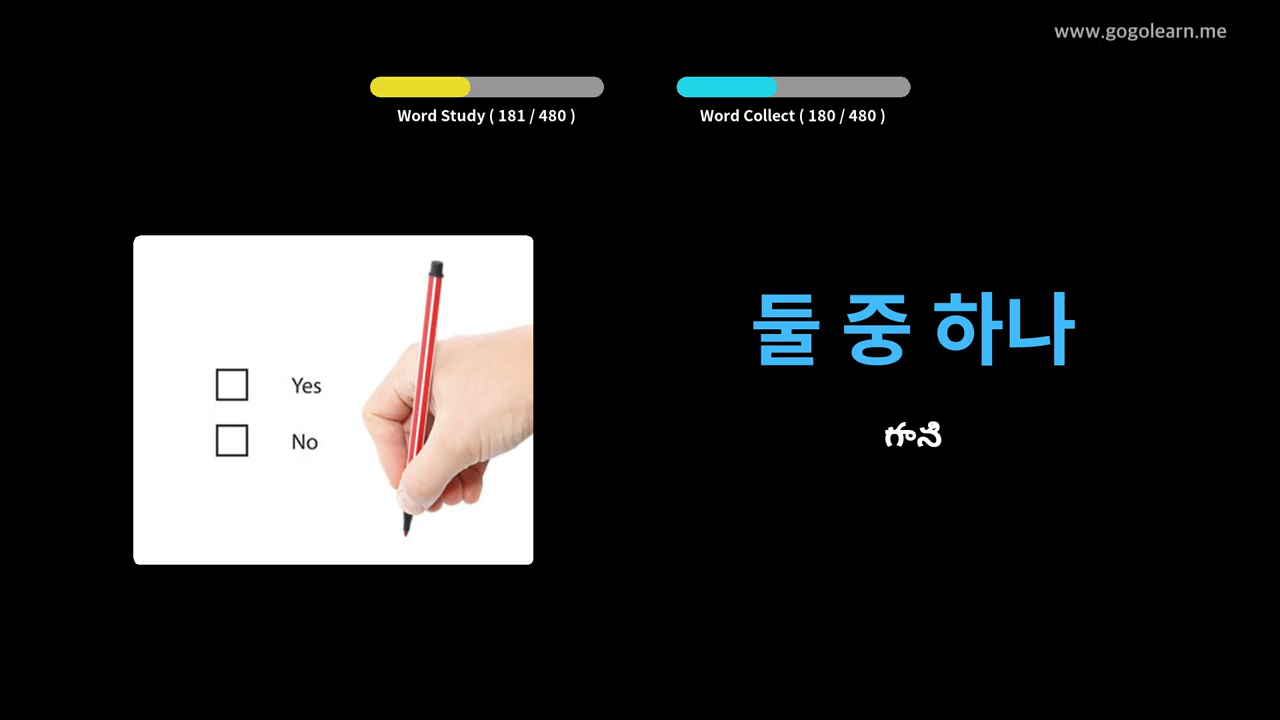 www.gogolearn.me
Word Study ( 181 / 480 )
Word Collect ( 180 / 480 )
Yes
No
둘 중 하나
గాని